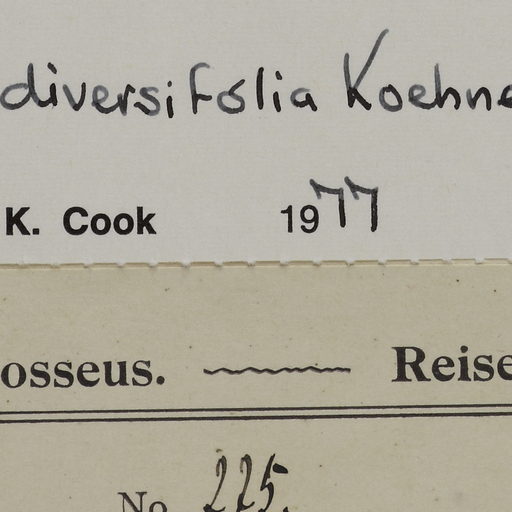 diversifolia Koehne
K. Cook 1977
osseus. Reise
No. 225.